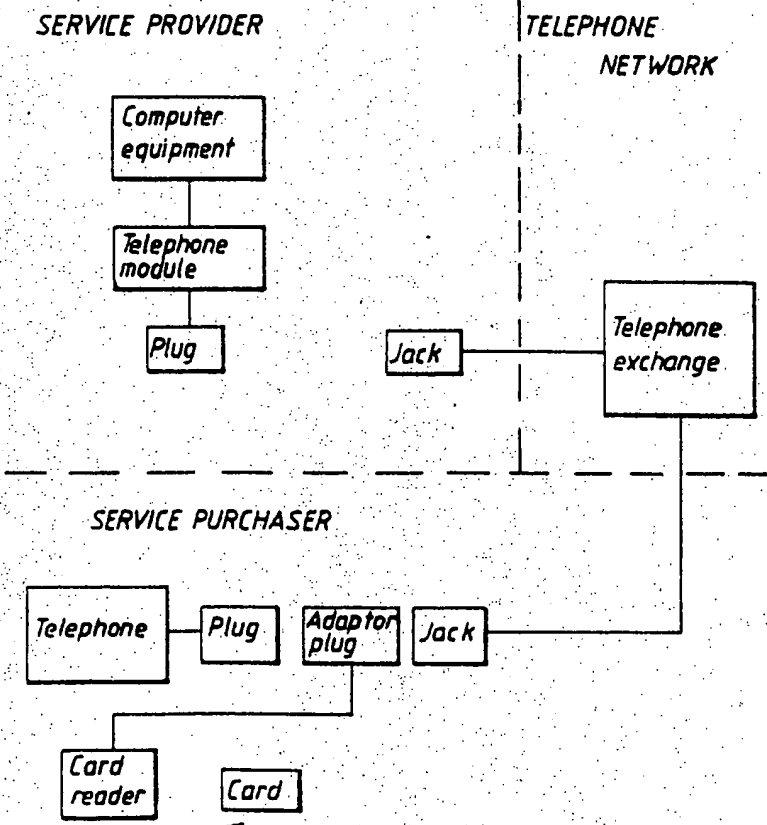 SERVICE PROVIDER
TELEPHONE
NETWORK
Computer
equipment
Telephone
module
Plug
Jack
Telephone
exchange
SERVICE PURCHASER
Telephone
Plug
Adaptor
plug
Jack
Card
reader
Card